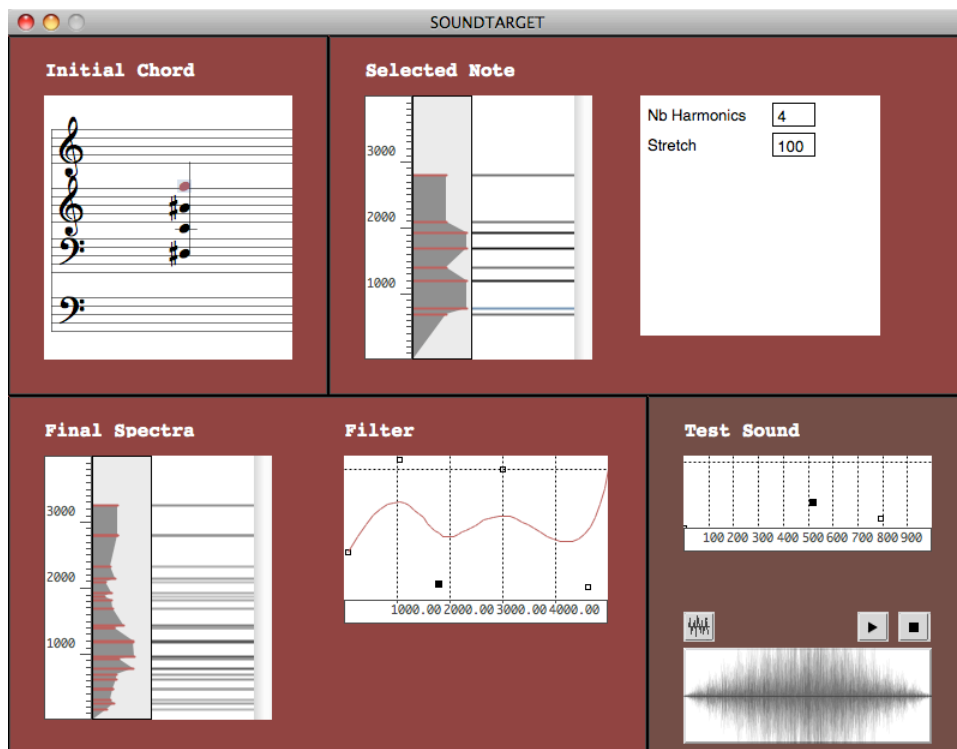 SOUNDTARGET
Initial Chord
Selected Note
3000
2000
1000
Nb Harmonics 4
Stretch 100
Final Spectra
3000
2000
1000
Filter
1000.00 2000.00 3000.00 4000.00
Test Sound
100 200 300 400 500 600 700 800 900